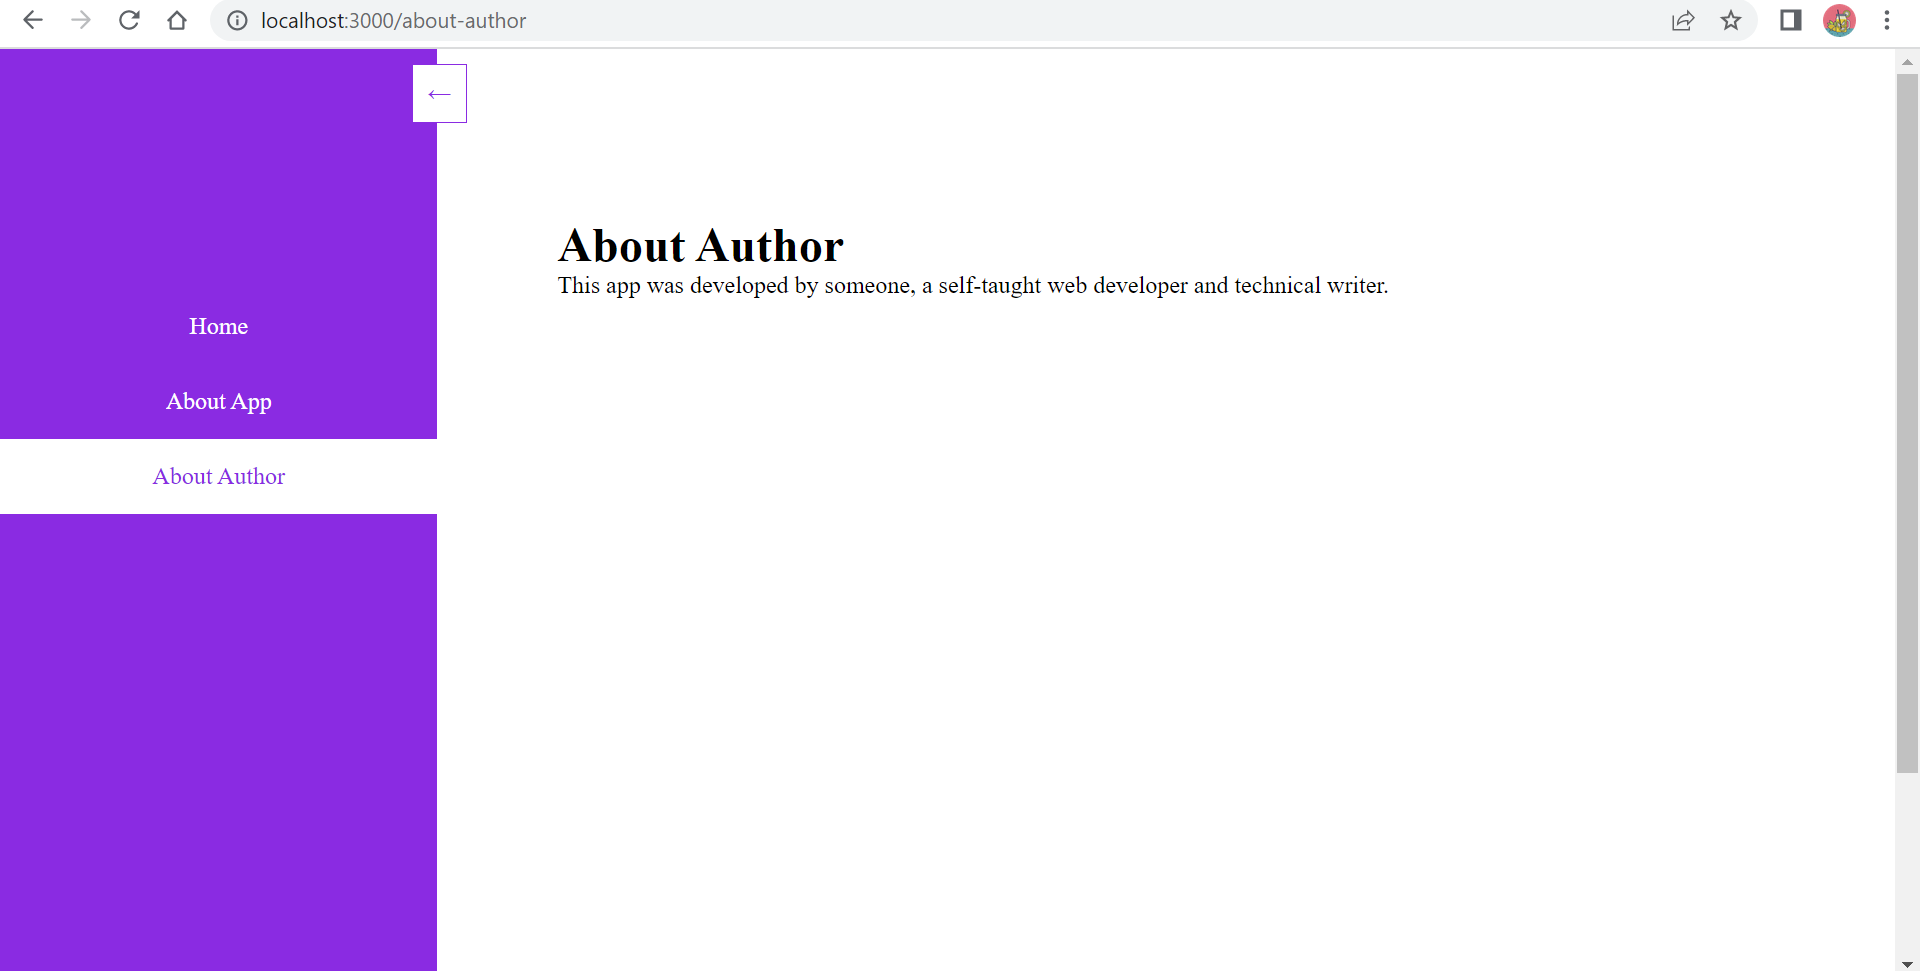 localhost:3000/about-author
←
Home
About App
About Author
About Author
This app was developed by someone, a self-taught web developer and technical writer.